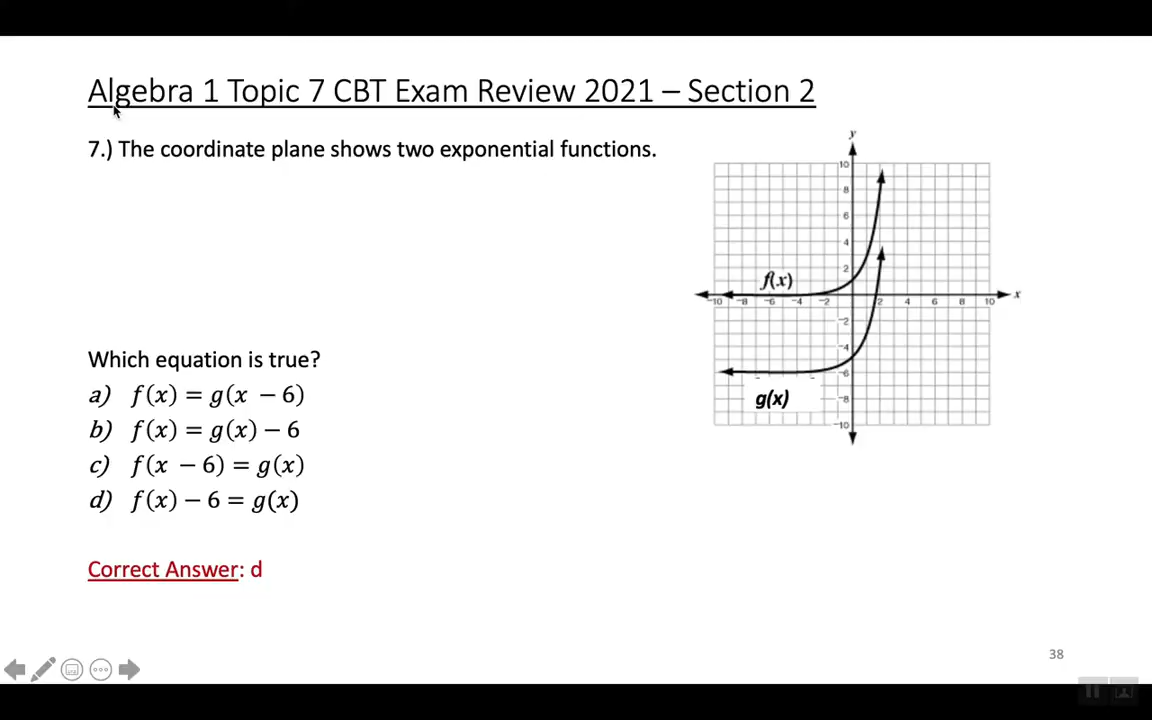 Algebra 1 Topic 7 CBT Exam Review 2021 – Section 2
7.) The coordinate plane shows two exponential functions.
y
10
8
6
4
2
f(x)
-10 -8 -6 -4 -2 2 4 6 8 10 x
-2
-4
-6
g(x) -8
-10
Which equation is true?
a) f(x) = g(x − 6)
b) f(x) = g(x) − 6
c) f(x − 6) = g(x)
d) f(x) − 6 = g(x)
Correct Answer: d
38